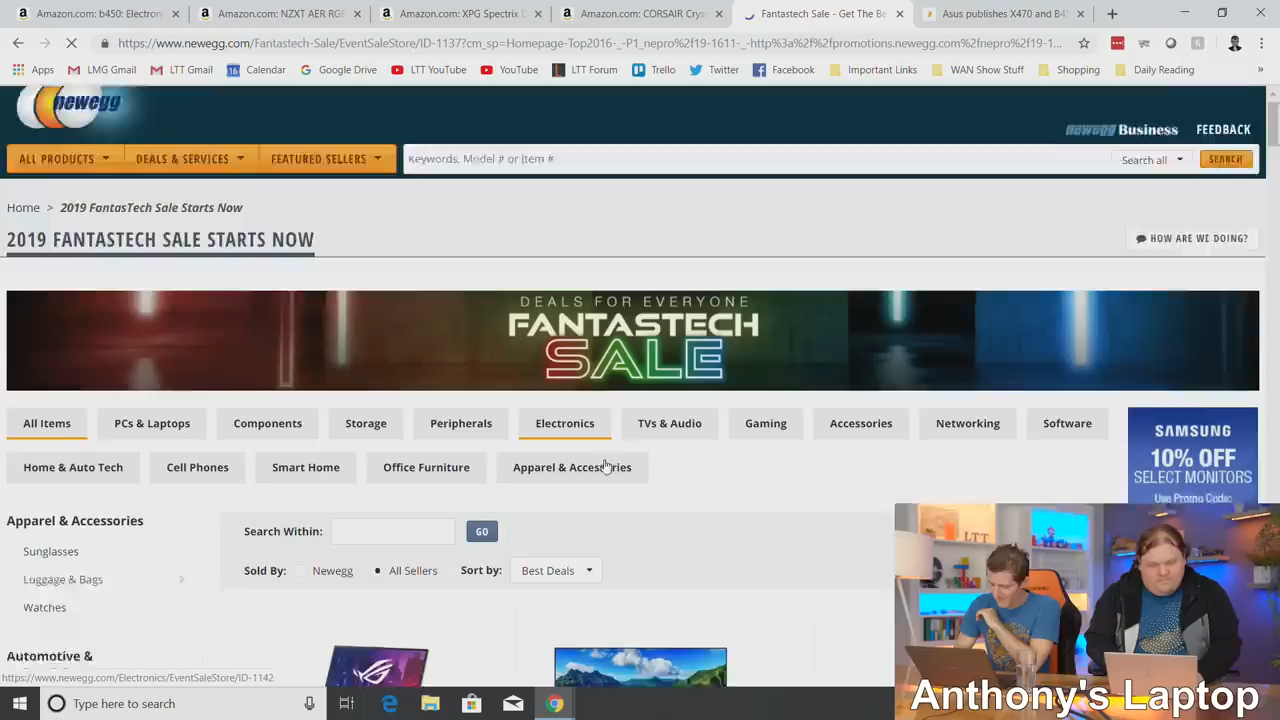 Amazon.com: b450: Electron
Amazon.com: NZXT AER RGB
Amazon.com: XPG Spectrix D
Amazon.com: CORSAIR Cryst
Fantastech Sale - Get The Be
Asus publishes X470 and B45
https://www.newegg.com/Fantastech-Sale/EventSaleStore/ID-1137?cm_sp=Homepage-Top2016-_-P1_nepro%2f19-1611-_-http%3a%2f%2fpromotions.newegg.com%2fnepro%2f19-1...
Apps
LMG Gmail
LTT Gmail
Calendar
Google Drive
LTT YouTube
YouTube
LTT Forum
Trello
Twitter
Facebook
Important Links
WAN Show Stuff
Shopping
Daily Reading
newegg
newegg Business
FEEDBACK
ALL PRODUCTS
DEALS & SERVICES
FEATURED SELLERS
Keywords, Model # or Item #
Search all
SEARCH
Home > 2019 FantasTech Sale Starts Now
2019 FANTASTECH SALE STARTS NOW
HOW ARE WE DOING?
DEALS FOR EVERYONE
FANTASTECH
SALE
All Items
PCs & Laptops
Components
Storage
Peripherals
Electronics
TVs & Audio
Gaming
Accessories
Networking
Software
Home & Auto Tech
Cell Phones
Smart Home
Office Furniture
Apparel & Accessories
SAMSUNG
10% OFF
SELECT MONITORS
Use Promo Code:
Apparel & Accessories
Sunglasses
Luggage & Bags
Watches
Automotive &
Search Within:
GO
Sold By:
Newegg
All Sellers
Sort by:
Best Deals
https://www.newegg.com/Electronics/EventSaleStore/ID-1142
LTT
Anthony's Laptop
Type here to search